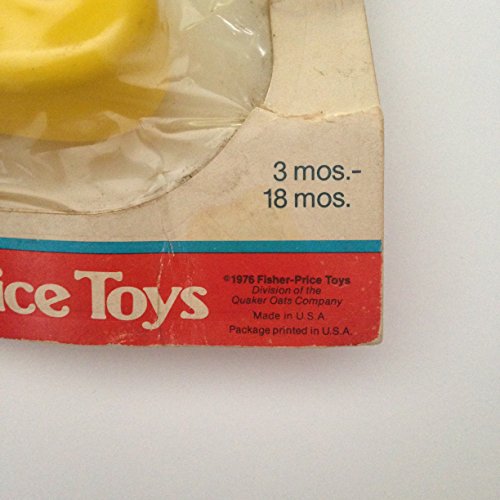 3 mos.-
18 mos.
ice Toys
©1976 Fisher-Price Toys
Division of the
Quaker Oats Company
Made in U.S.A.
Package printed in U.S.A.